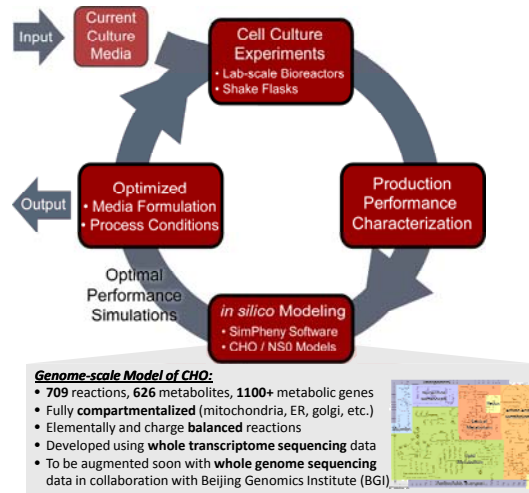 Input
Current
Culture
Media
Cell Culture
Experiments
• Lab-scale Bioreactors
• Shake Flasks
Production
Performance
Characterization
in silico Modeling
• SimPheny Software
• CHO / NS0 Models
Optimal
Performance
Simulations
Optimized
• Media Formulation
• Process Conditions
Output
Genome-scale Model of CHO:
• 709 reactions, 626 metabolites, 1100+ metabolic genes
• Fully compartmentalized (mitochondria, ER, golgi, etc.)
• Elementally and charge balanced reactions
• Developed using whole transcriptome sequencing data
• To be augmented soon with whole genome sequencing
data in collaboration with Beijing Genomics Institute (BGI)